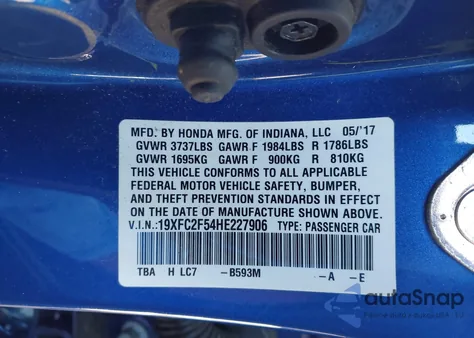 MFD. BY HONDA MFG. OF INDIANA, LLC 05/'17
GVWR 3737LBS GAWR F 1984LBS R 1786LBS
GVWR 1695KG GAWR F 900KG R 810KG
THIS VEHICLE CONFORMS TO ALL APPLICABLE
FEDERAL MOTOR VEHICLE SAFETY, BUMPER,
AND THEFT PREVENTION STANDARDS IN EFFECT
ON THE DATE OF MANUFACTURE SHOWN ABOVE.
V.I.N.:19XFC2F54HE227906 TYPE: PASSENGER CAR
TBA H LC7 -B593M -A -E
autaSnap